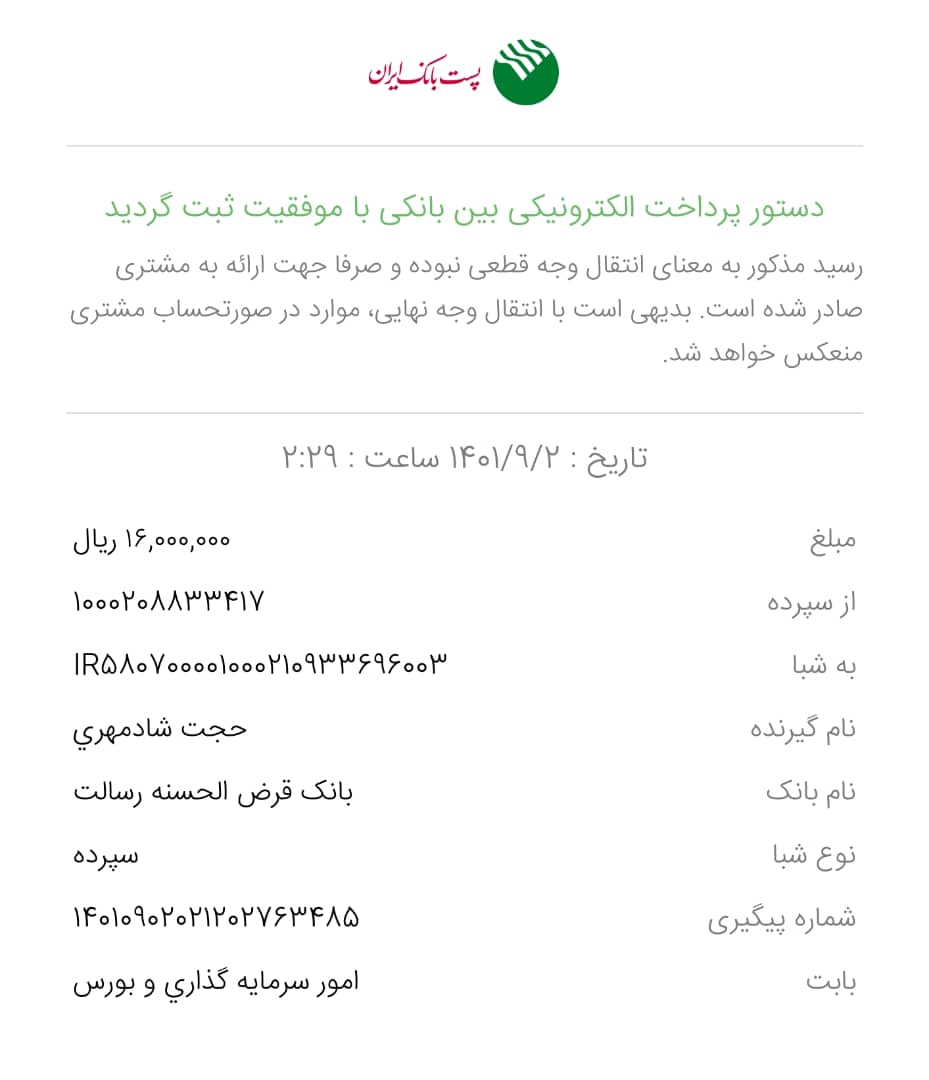 پست بانک ایران
دستور پرداخت الکترونیکی بین بانکی با موفقیت ثبت گردید
رسید مذکور به معنای انتقال وجه قطعی نبوده و صرفا جهت ارائه به مشتری
صادر شده است. بدیهی است با انتقال وجه نهایی، موارد در صورتحساب مشتری
منعکس خواهد شد.
تاریخ : ۱۴۰۱/۹/۲ ساعت : ۲:۲۹
مبلغ ۱۶,۰۰۰,۰۰۰ ریال
از سپرده ۱۰۰۰۲۰۸۸۳۳۴۱۷
به شبا IR۵۸۰۷۰۰۰۰۱۰۰۰۲۱۰۹۳۳۶۹۶۰۰۳
نام گیرنده حجت شادمهري
نام بانک بانک قرض الحسنه رسالت
نوع شبا سپرده
شماره پیگیری ۱۴۰۱۰۹۰۲۰۲۱۲۰۲۷۶۳۴۸۵
بابت امور سرمایه گذاري و بورس